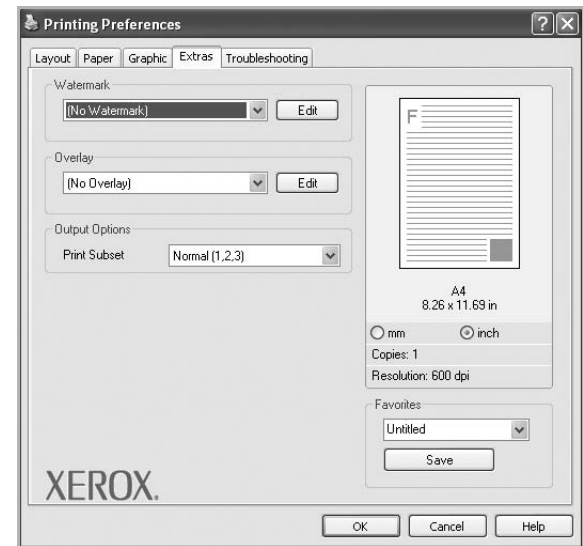 Printing Preferences
Layout Paper Graphic Extras Troubleshooting
Watermark
(No Watermark) Edit
Overlay
(No Overlay) Edit
Output Options
Print Subset Normal (1,2,3)
F
A4
8.26 x 11.69 in
mm inch
Copies: 1
Resolution: 600 dpi
Favorites
Untitled
Save
XEROX.
OK Cancel Help